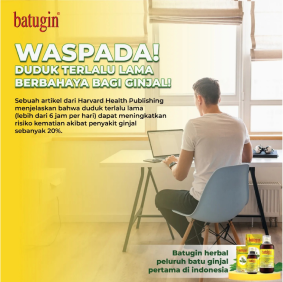 batugin®
WASPADA!
DUDUK TERLALU LAMA
BERBAHAYA BAGI GINJAL!
Sebuah artikel dari Harvard Health Publishing
menjelaskan bahwa duduk terlalu lama
(lebih dari 6 jam per hari) dapat meningkatkan
risiko kematian akibat penyakit ginjal
sebanyak 20%.
Batugin herbal
peluruh batu ginjal
pertama di indonesia